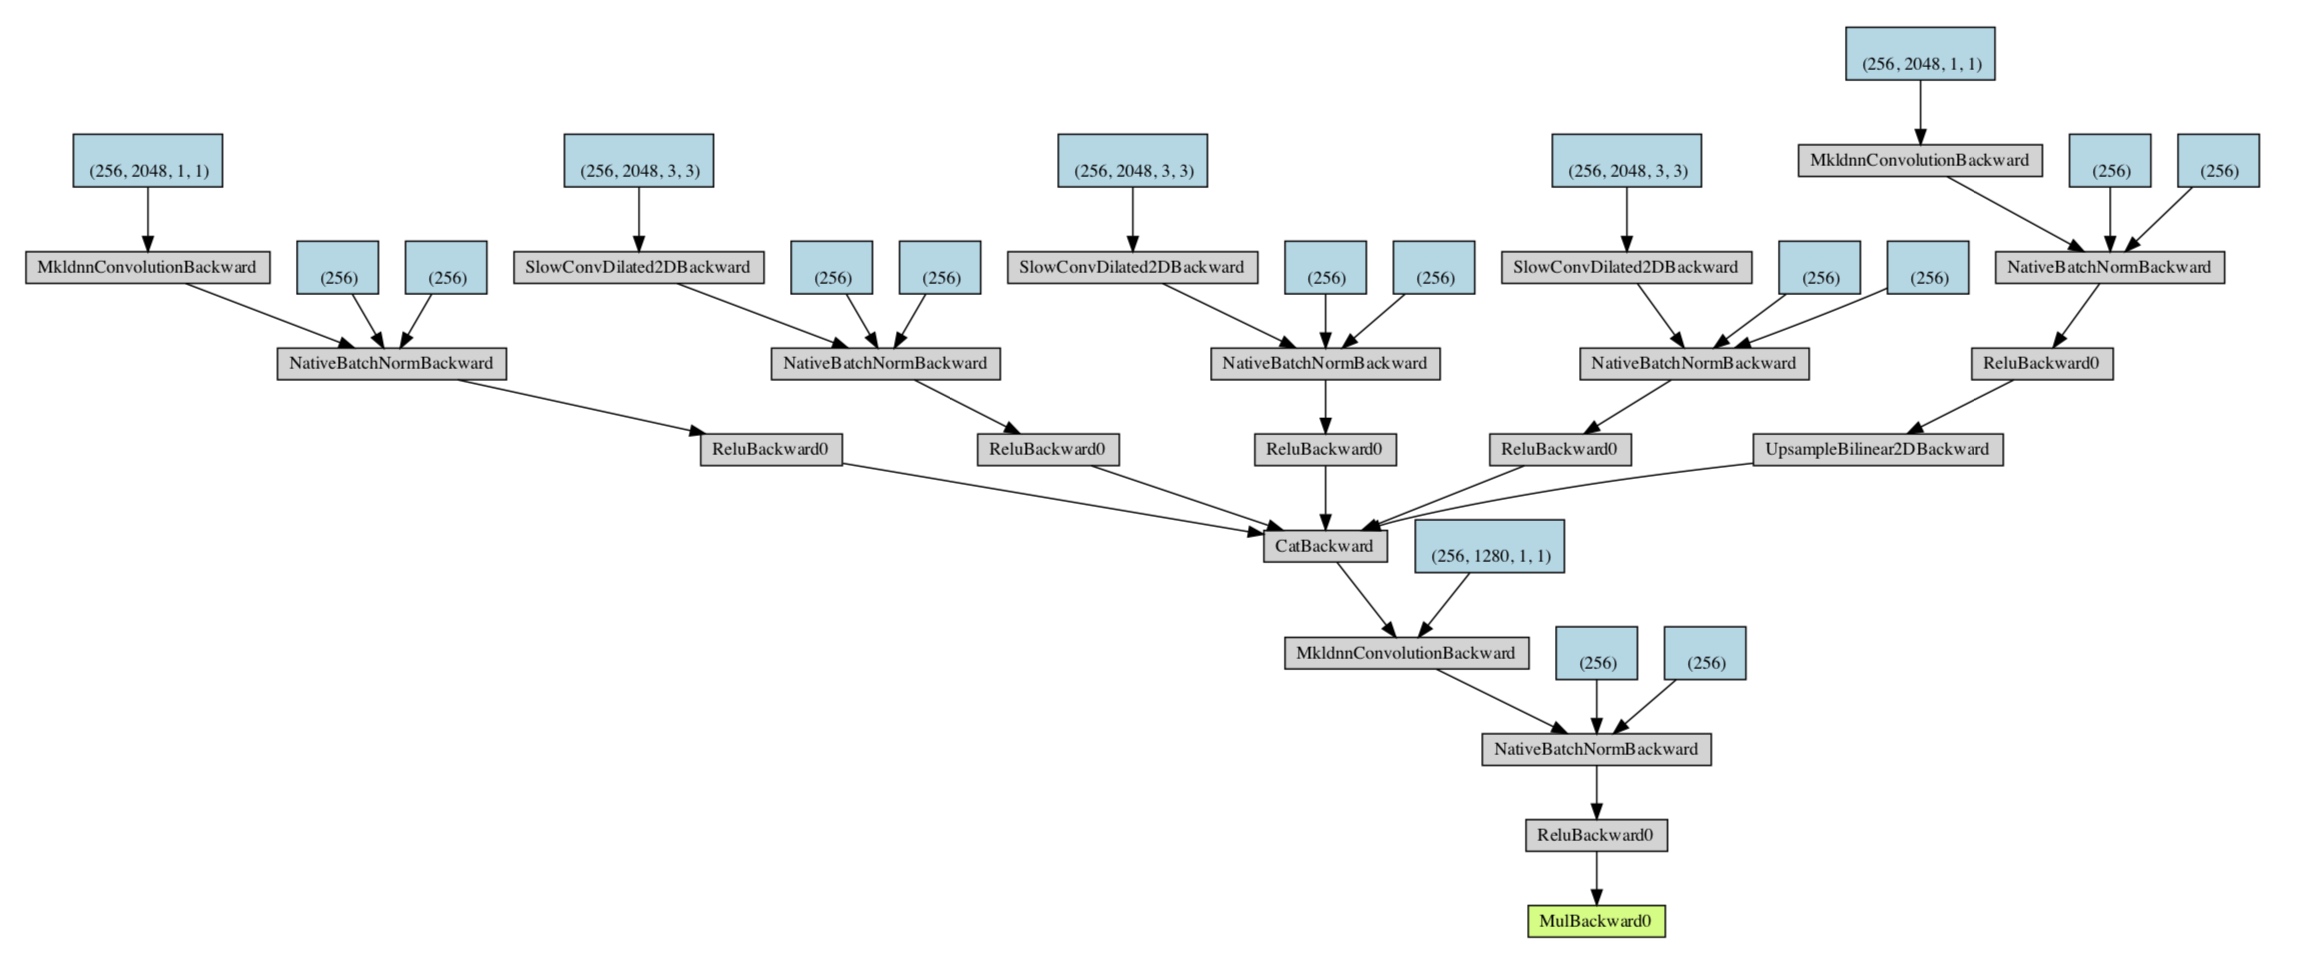 (256, 2048, 1, 1)
(256, 2048, 1, 1)
(256, 2048, 3, 3)
(256, 2048, 3, 3)
(256, 2048, 3, 3)
MkldnnConvolutionBackward
(256)
(256)
MkldnnConvolutionBackward
(256)
(256)
SlowConvDilated2DBackward
(256)
(256)
SlowConvDilated2DBackward
(256)
(256)
SlowConvDilated2DBackward
(256)
(256)
NativeBatchNormBackward
NativeBatchNormBackward
NativeBatchNormBackward
NativeBatchNormBackward
NativeBatchNormBackward
ReluBackward0
ReluBackward0
ReluBackward0
ReluBackward0
ReluBackward0
UpsampleBilinear2DBackward
CatBackward
(256, 1280, 1, 1)
MkldnnConvolutionBackward
(256)
(256)
NativeBatchNormBackward
ReluBackward0
MulBackward0